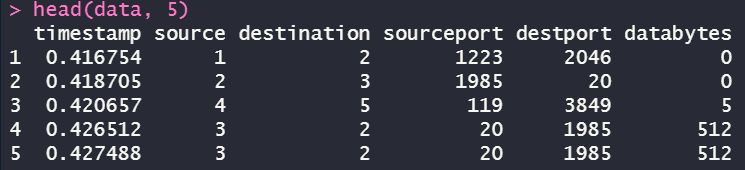 > head(data, 5)
timestamp source destination sourceport destport databytes
1 0.416754 1 2 1223 2046 0
2 0.418705 2 3 1985 20 0
3 0.420657 4 5 119 3849 5
4 0.426512 3 2 20 1985 512
5 0.427488 3 2 20 1985 512